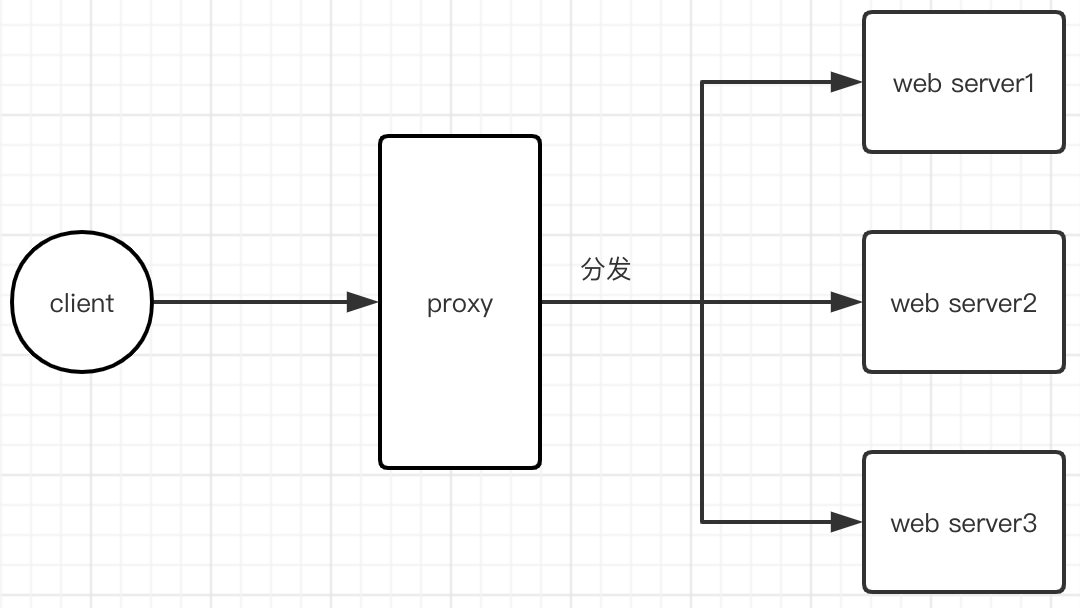 client
proxy
分发
web server1
web server2
web server3